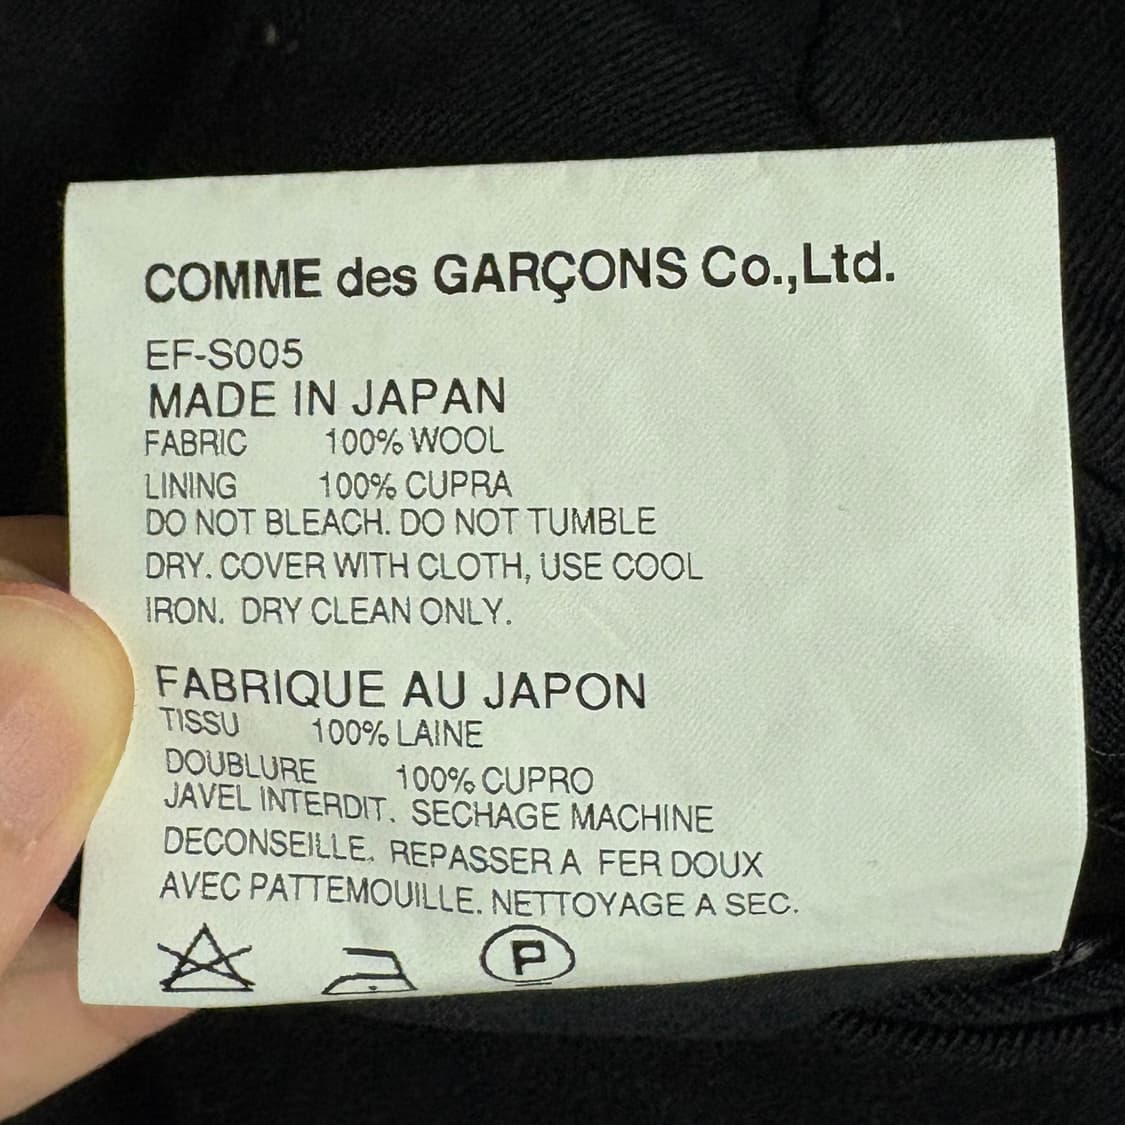 COMME des GARÇONS Co.,Ltd.
EF-S005
MADE IN JAPAN
FABRIC 100% WOOL
LINING 100% CUPRA
DO NOT BLEACH. DO NOT TUMBLE
DRY. COVER WITH CLOTH, USE COOL
IRON. DRY CLEAN ONLY.
FABRIQUE AU JAPON
TISSU 100% LAINE
DOUBLURE 100% CUPRO
JAVEL INTERDIT. SECHAGE MACHINE
DECONSEILLE. REPASSER A FER DOUX
AVEC PATTEMOUILLE. NETTOYAGE A SEC.
P